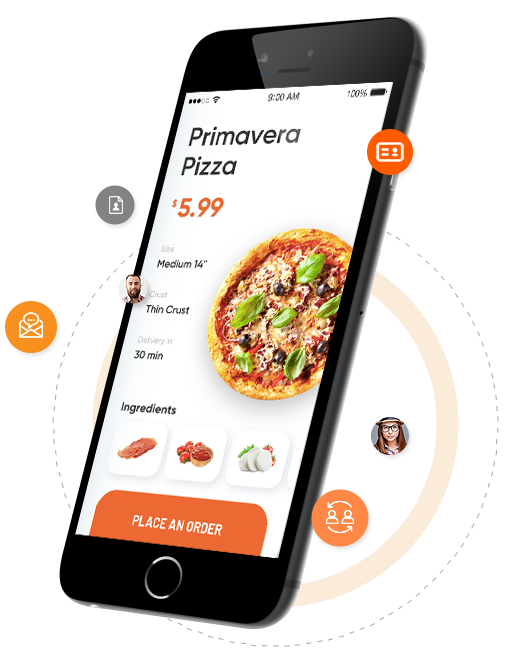 9:00 AM
100%
Primavera
Pizza
$5.99
Size
Medium 14"
Crust
Thin Crust
Delivery in
30 min
Ingredients
PLACE AN ORDER